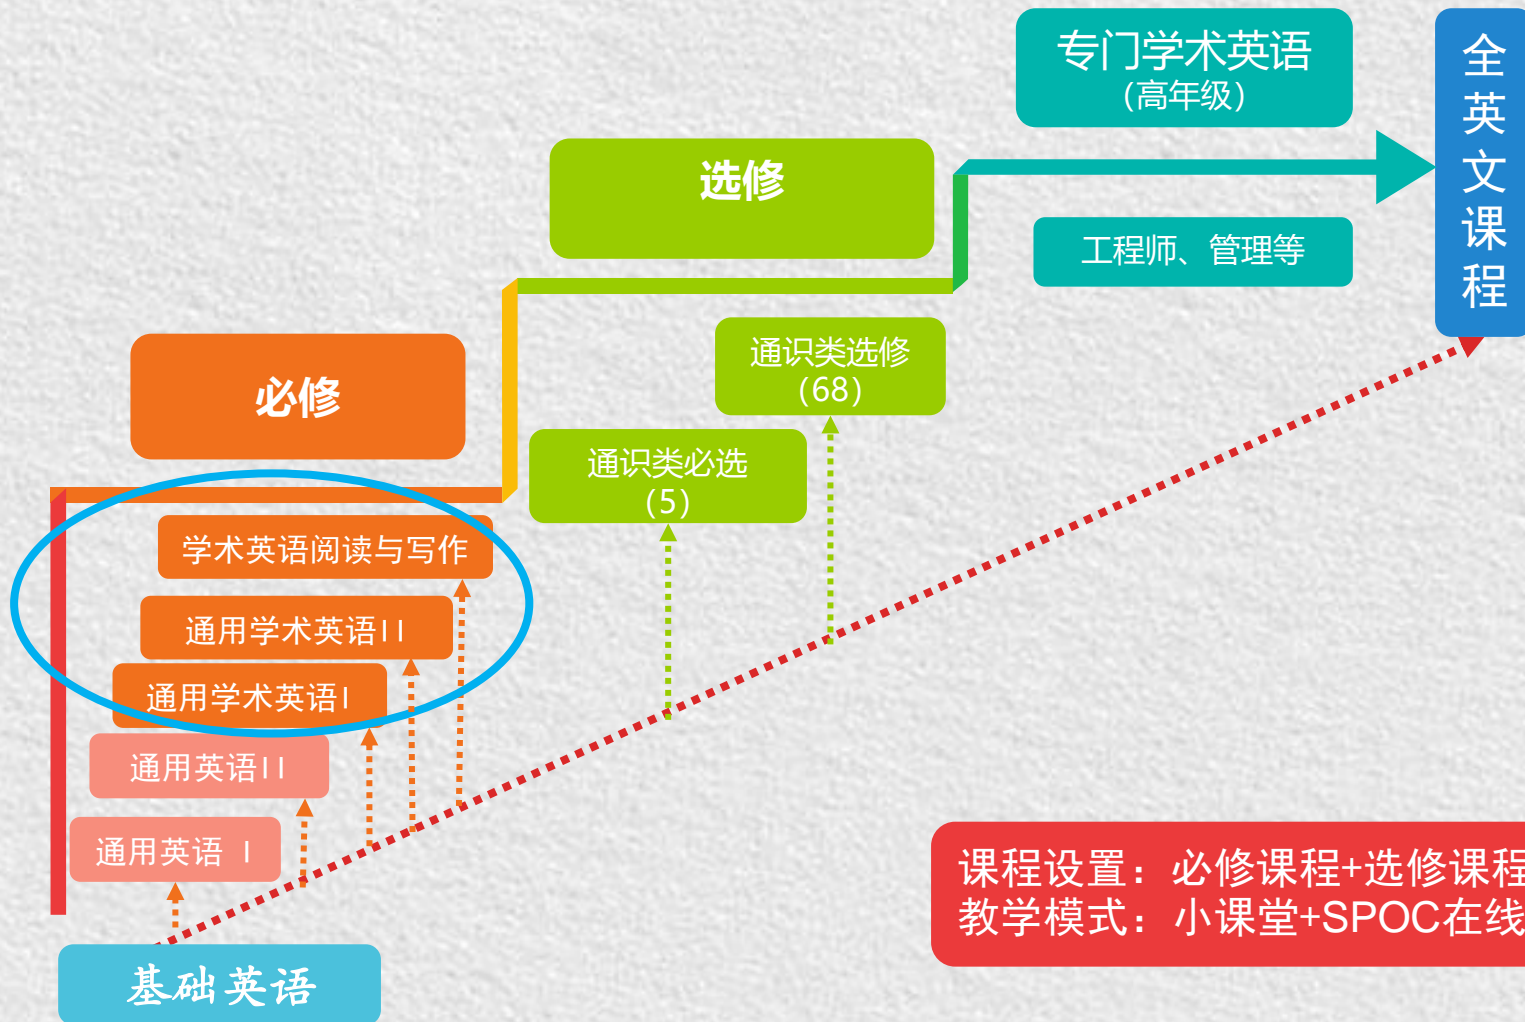 专门学术英语
（高年级）
全英文课程
选修
工程师、管理等
通识类选修
（68）
必修
通识类必选
（5）
学术英语阅读与写作
通用学术英语II
通用学术英语I
通用英语II
通用英语 I
课程设置：必修课程+选修课程
教学模式：小课堂+SPOC在线
基础英语